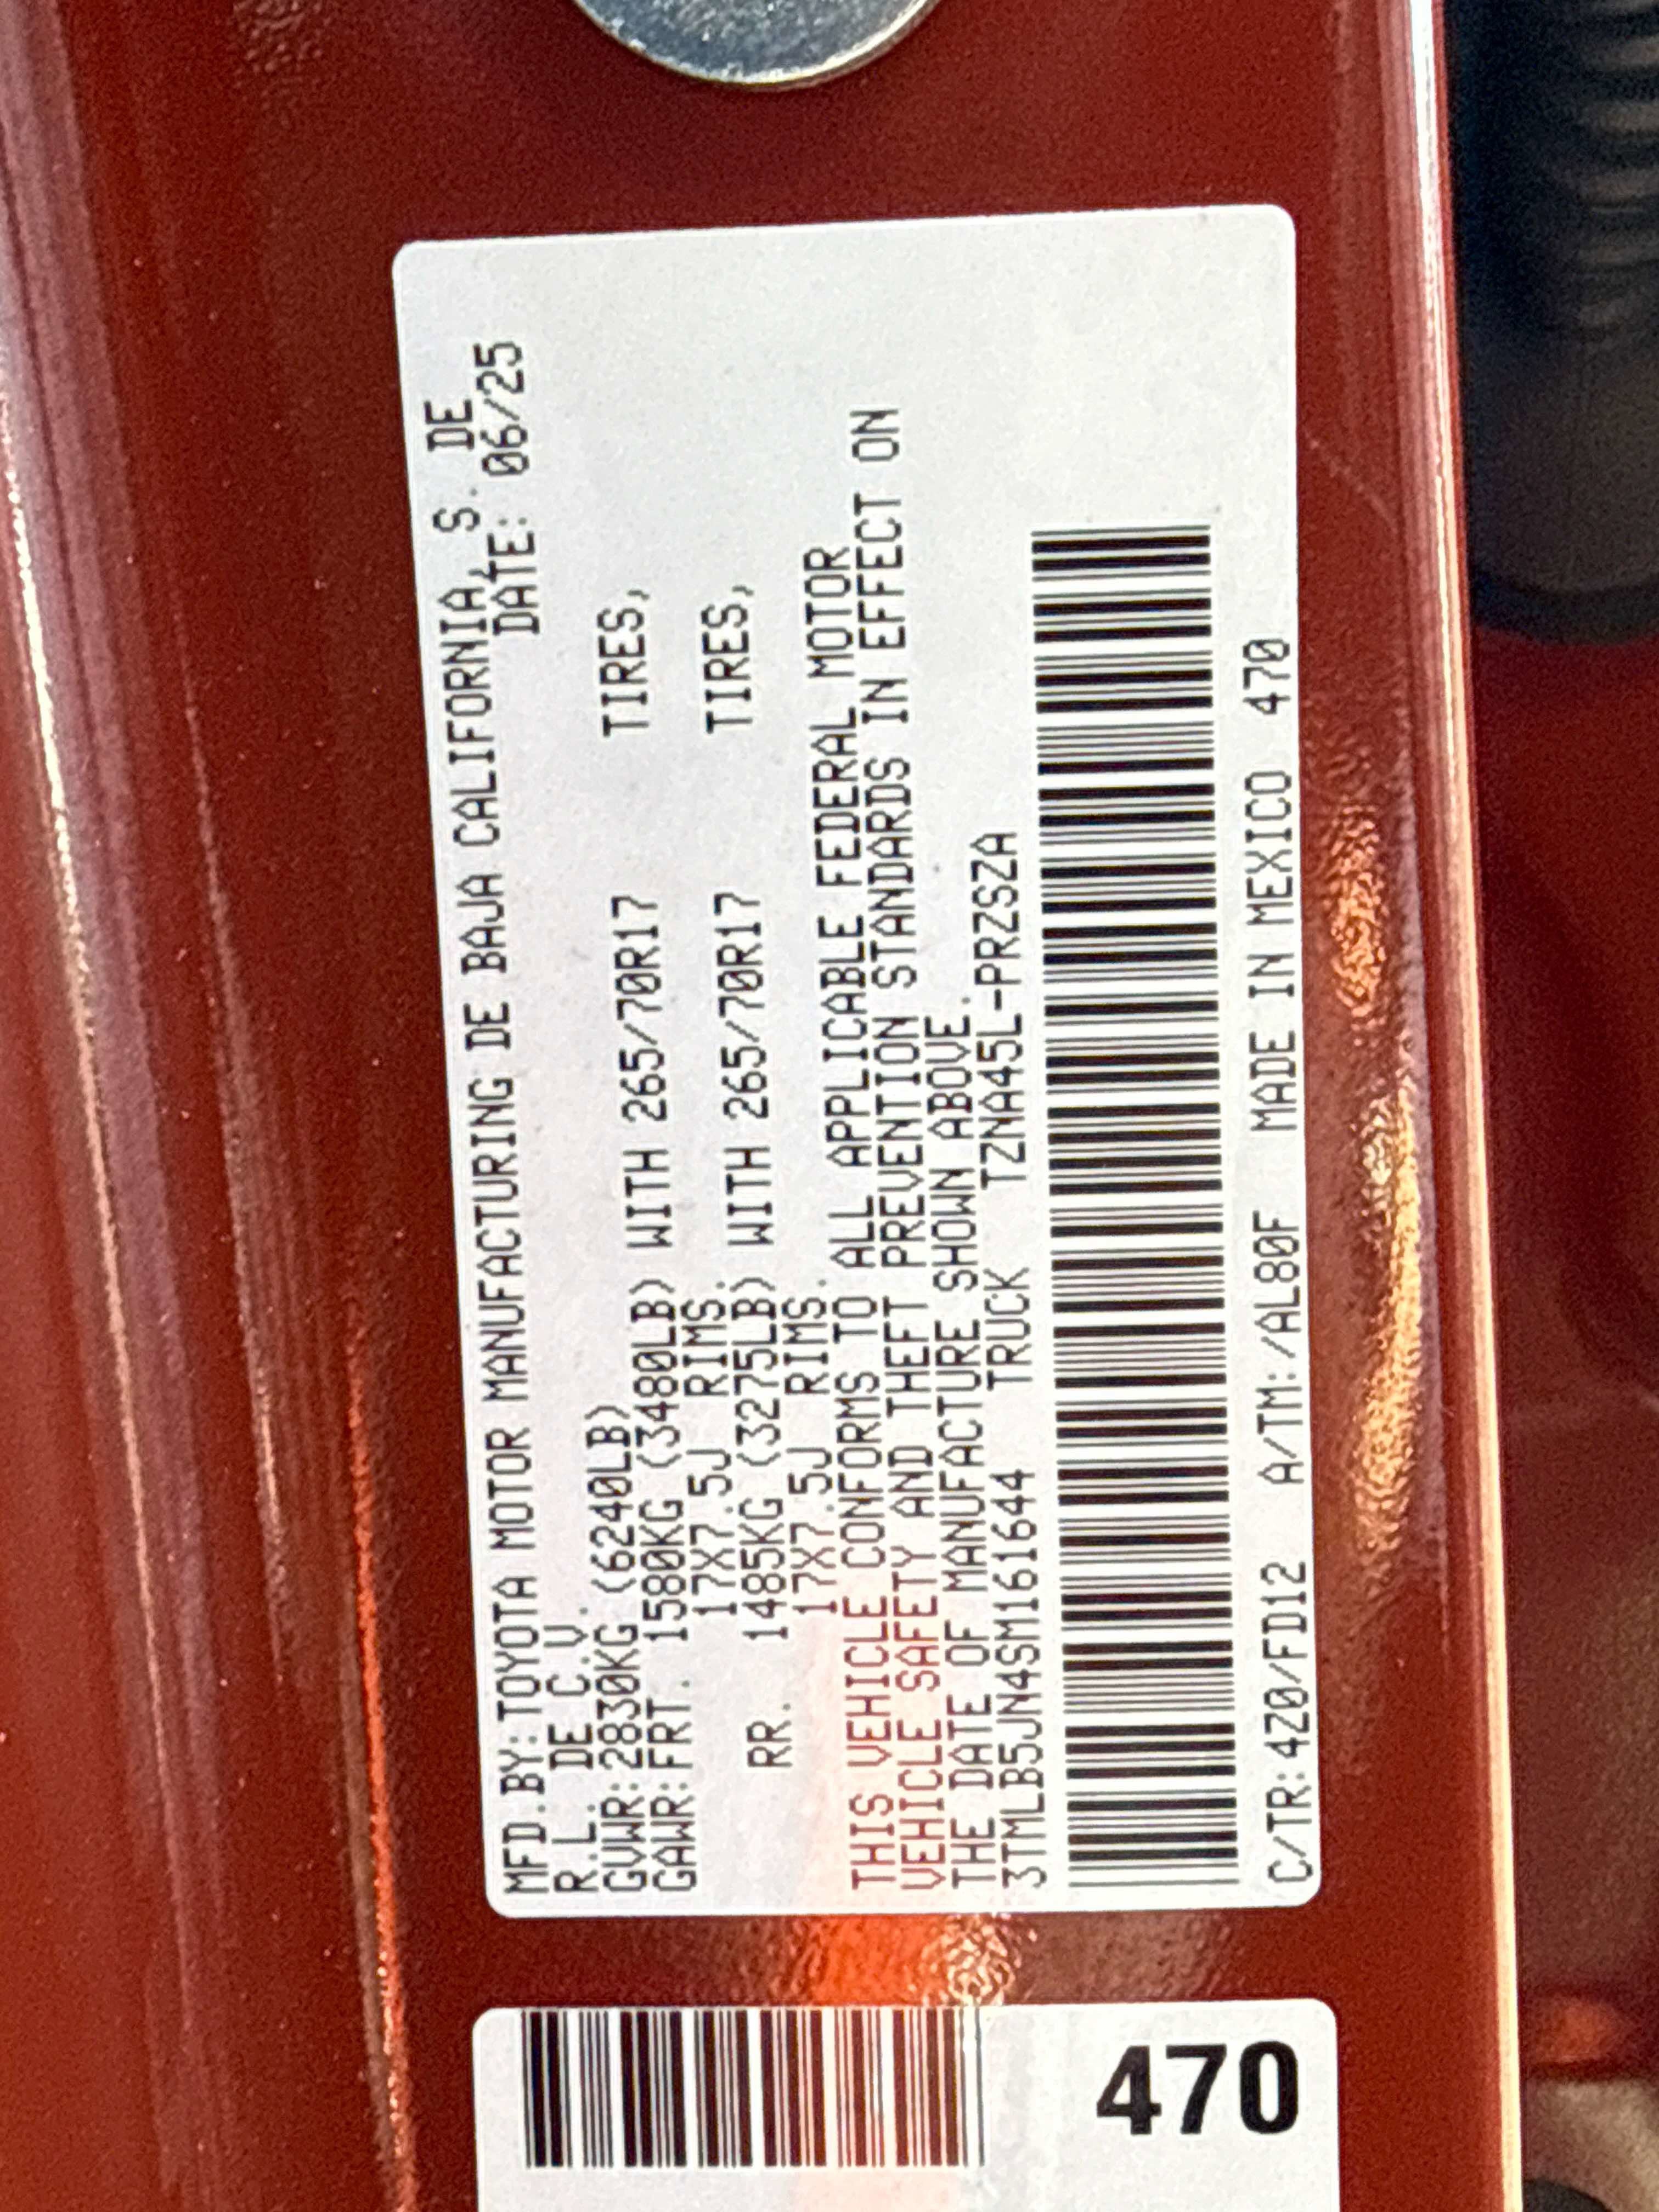 MFD.BY:TOYOTA MOTOR MANUFACTURING DE BAJA CALIFORNIA, S. DE
R.L. DE C.V. DATE: 06/25
GVWR:2830KG (6240LB)
GAWR:FRT. 1580KG (3480LB) WITH 265/70R17 TIRES,
17X7.5J RIMS.
RR. 1485KG (3275LB) WITH 265/70R17 TIRES,
17X7.5J RIMS.
THIS VEHICLE CONFORMS TO ALL APPLICABLE FEDERAL MOTOR
VEHICLE SAFETY AND THEFT PREVENTION STANDARDS IN EFFECT ON
THE DATE OF MANUFACTURE SHOWN ABOVE.
3TMLB5JN4SM161644 TRUCK TZNA45L-PRZSZA
C/TR:4Z0/FD12 A/TM:/AL80F MADE IN MEXICO 470
470